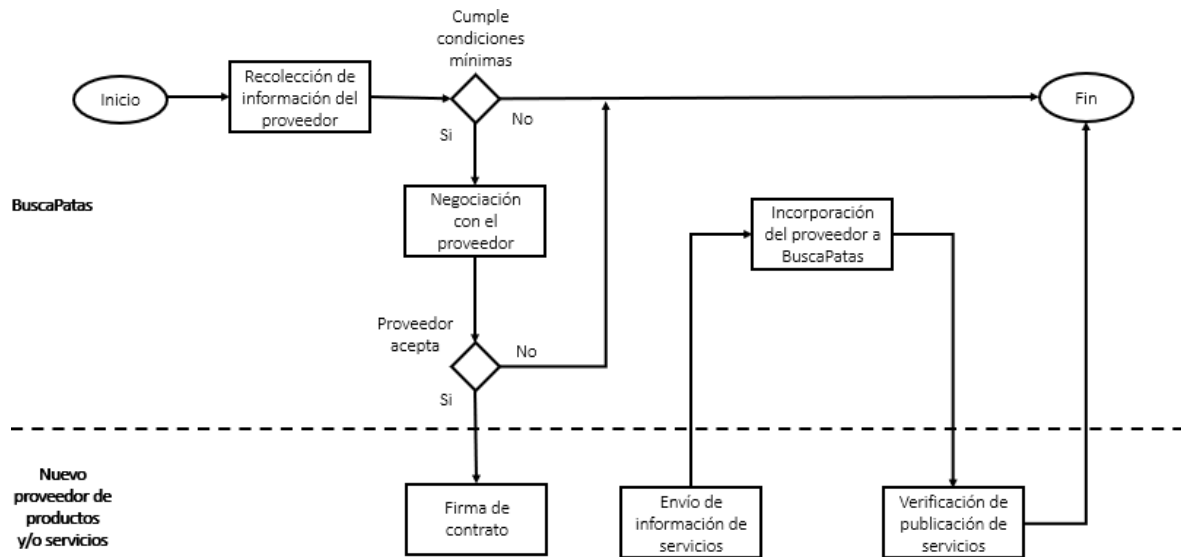 Cumple
condiciones
mínimas
Inicio
Recolección de
información del
proveedor
Fin
Si
No
BuscaPatas
Negociación
con el
proveedor
Incorporación
del proveedor a
BuscaPatas
Proveedor
acepta
No
Si
Nuevo
proveedor de
productos
y/o servicios
Firma de
contrato
Envío de
información de
servicios
Verificación de
publicación de
servicios